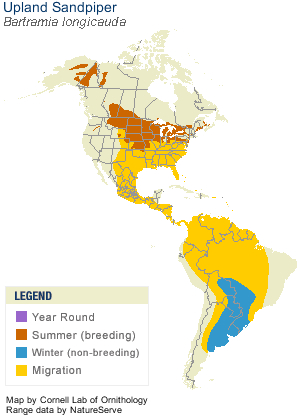 Upland Sandpiper
Bartramia longicauda
LEGEND
Year Round
Summer (breeding)
Winter (non-breeding)
Migration
Map by Cornell Lab of Ornithology
Range data by NatureServe